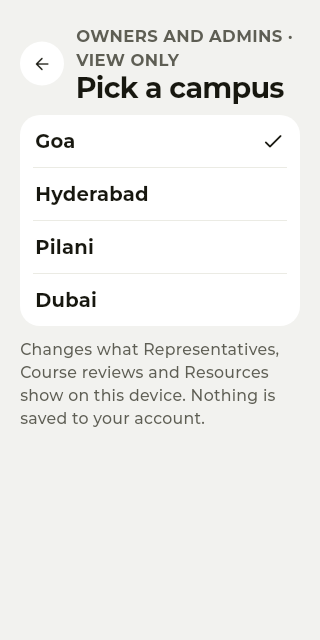 OWNERS AND ADMINS ·
VIEW ONLY
Pick a campus
Goa
Hyderabad
Pilani
Dubai
Changes what Representatives,
Course reviews and Resources
show on this device. Nothing is
saved to your account.